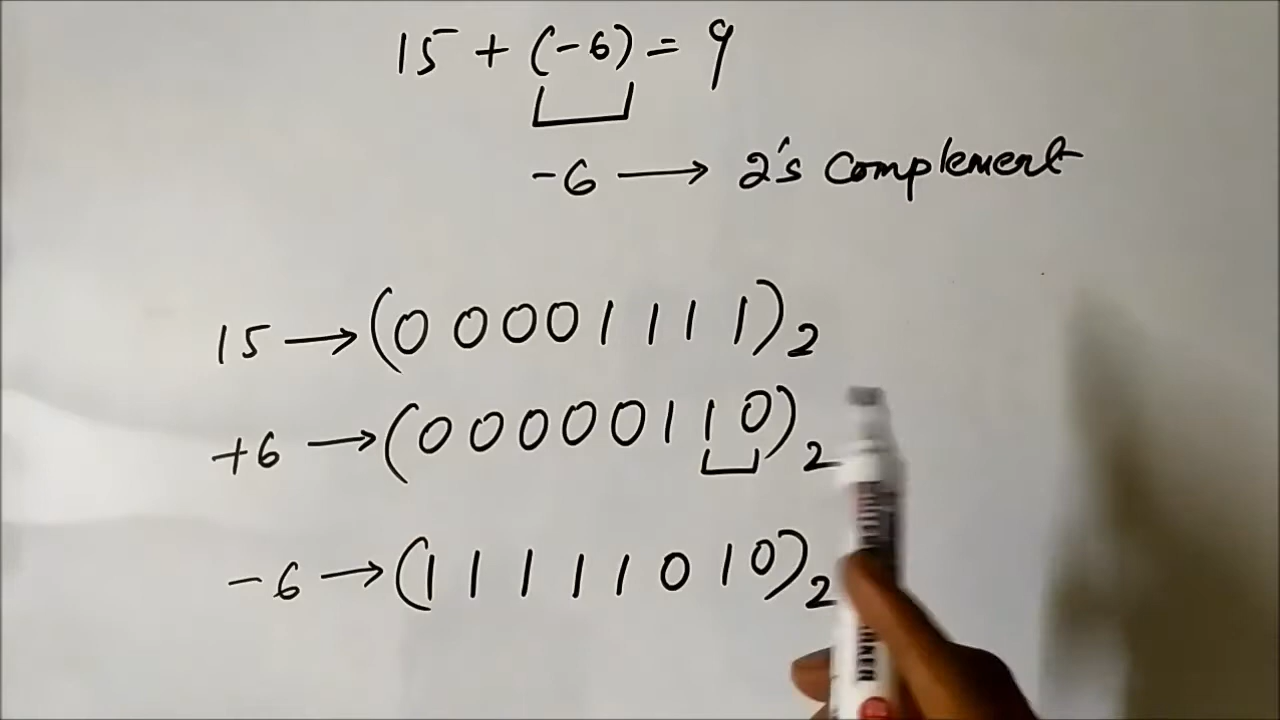 15 + (-6) = 9
-6 → 2's complement
15 → (00001111)2
+6 → (00000110)2
-6 → (11111010)2